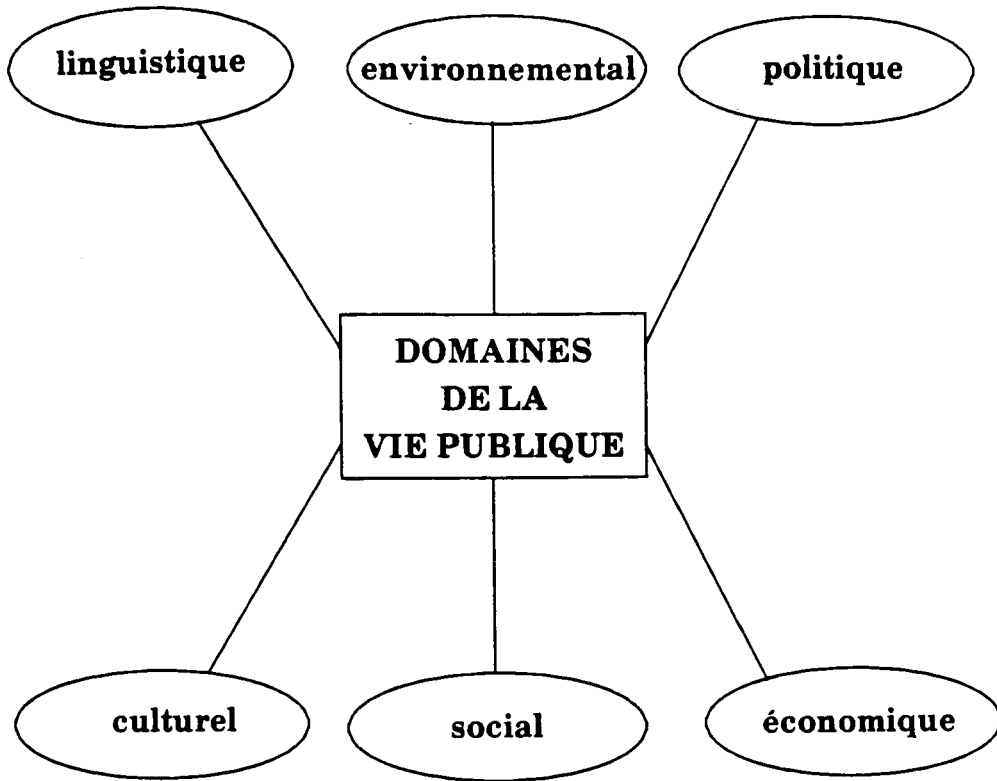 linguistique
environnemental
politique
DOMAINES
DE LA
VIE PUBLIQUE
culturel
social
économique